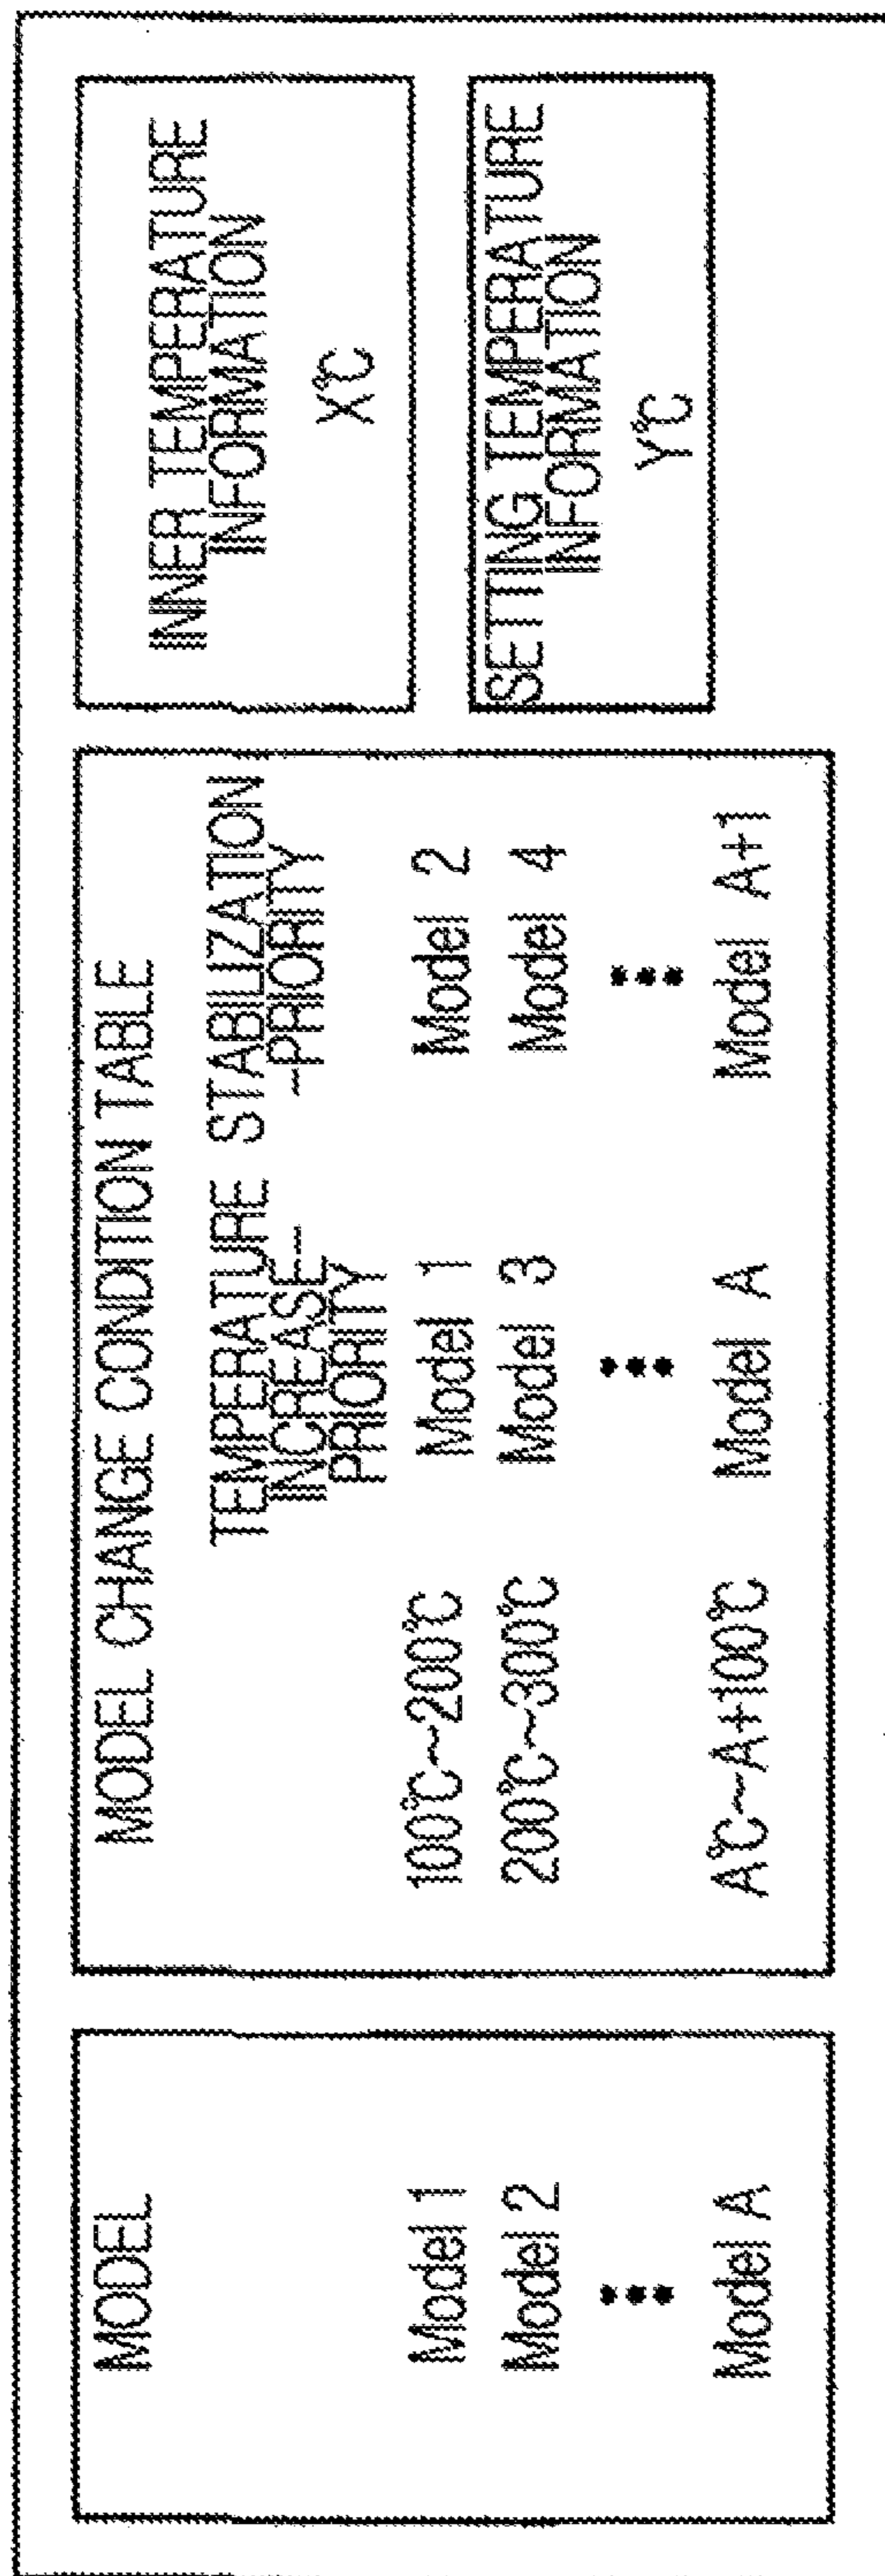 MODEL
Model 1
Model 2
Model A
MODEL CHANGE CONDITION TABLE
TEMPERATURE STABILIZATION
INCREASE- -PRIORITY
PRIORITY
100℃~200℃ Model 1 Model 2
200℃~300℃ Model 3 Model 4
A℃~A+100℃ Model A Model A+1
INNER TEMPERATURE
INFORMATION
X℃
SETTING TEMPERATURE
INFORMATION
Y℃